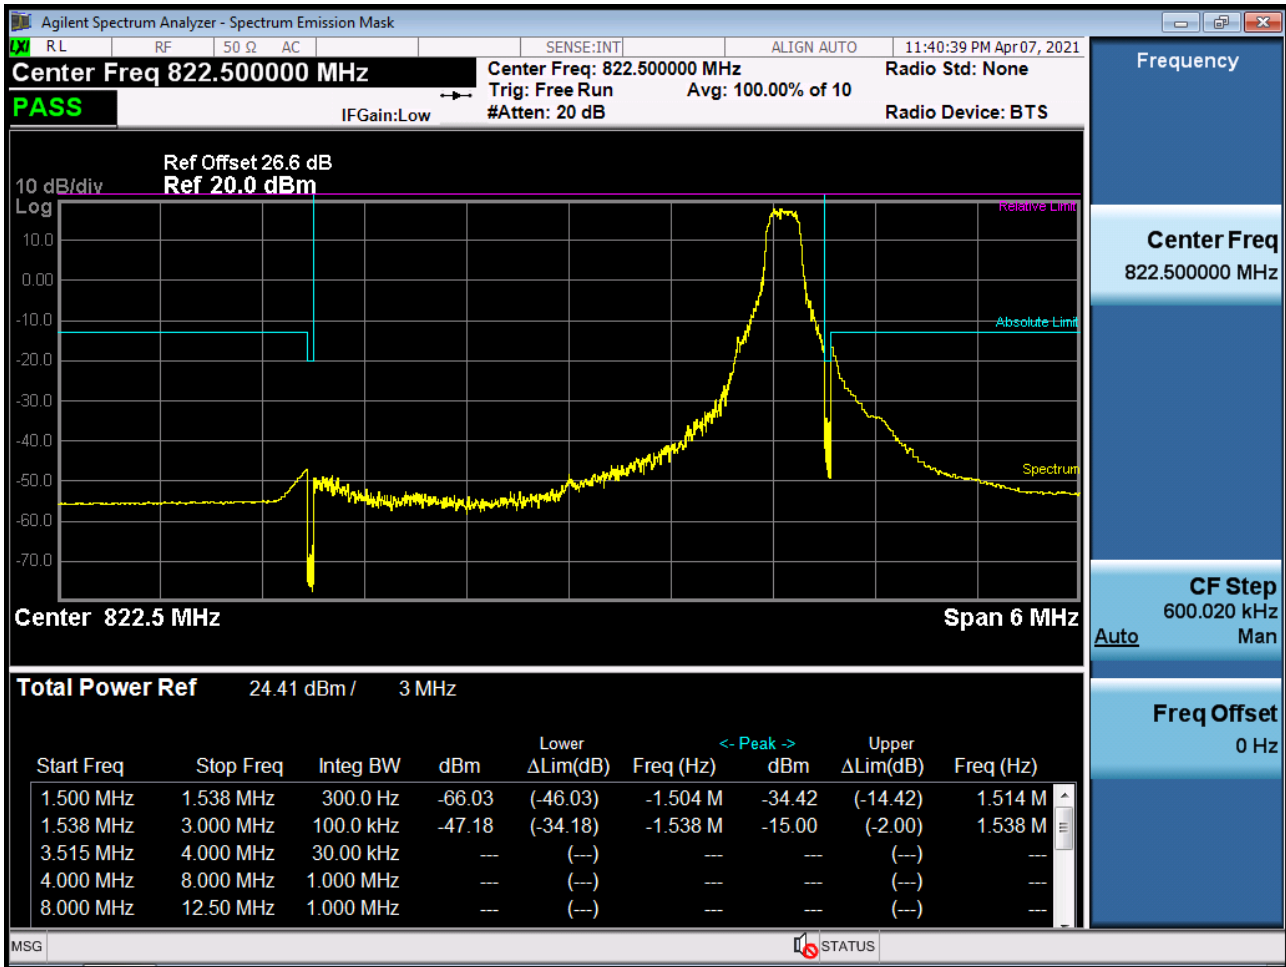 Agilent Spectrum Analyzer - Spectrum Emission Mask
LXI RL RF 50 Ω AC SENSE:INT ALIGN AUTO 11:40:39 PM Apr 07, 2021
Center Freq 822.500000 MHz
Center Freq: 822.500000 MHz Radio Std: None
Trig: Free Run Avg: 100.00% of 10
PASS
IFGain:Low #Atten: 20 dB Radio Device: BTS
Ref Offset 26.6 dB
10 dB/div Ref 20.0 dBm
Log
Relative Limit
10.0
0.00
-10.0
Absolute Limit
-20.0
-30.0
-40.0
Spectrum
-50.0
-60.0
-70.0
Center 822.5 MHz Span 6 MHz
Total Power Ref 24.41 dBm / 3 MHz
Lower <- Peak -> Upper
Start Freq Stop Freq Integ BW dBm ΔLim(dB) Freq (Hz) dBm ΔLim(dB) Freq (Hz)
1.500 MHz 1.538 MHz 300.0 Hz -66.03 (-46.03) -1.504 M -34.42 (-14.42) 1.514 M
1.538 MHz 3.000 MHz 100.0 kHz -47.18 (-34.18) -1.538 M -15.00 (-2.00) 1.538 M
3.515 MHz 4.000 MHz 30.00 kHz --- (---) --- --- (---) ---
4.000 MHz 8.000 MHz 1.000 MHz --- (---) --- --- (---) ---
8.000 MHz 12.50 MHz 1.000 MHz --- (---) --- --- (---) ---
MSG STATUS
Frequency
Center Freq
822.500000 MHz
CF Step
600.020 kHz
Auto Man
Freq Offset
0 Hz